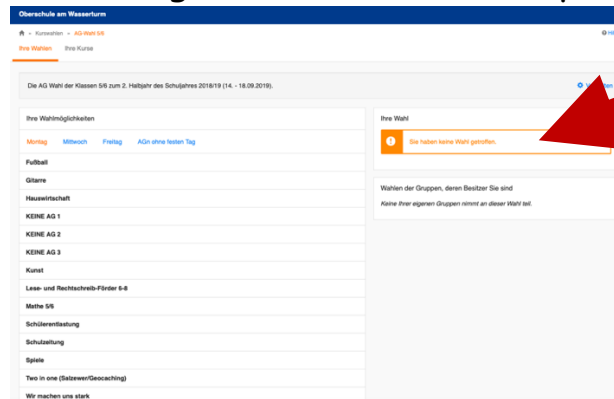 Oberschule am Wasserturm
» Kurswahlen » AG-Wahl 5/6
Ihre Wahlen Ihre Kurse
Die AG Wahl der Klassen 5/6 zum 2. Halbjahr des Schuljahres 2018/19 (14. - 18.09.2019).
Ihre Wahlmöglichkeiten
Montag Mittwoch Freitag AGn ohne festen Tag
Fußball
Gitarre
Hauswirtschaft
KEINE AG 1
KEINE AG 2
KEINE AG 3
Kunst
Lese- und Rechtschreib-Förder 6-8
Mathe 5/6
Schülerentlastung
Schulzeitung
Spiele
Two in one (Salzewer/Geocaching)
Wir machen uns stark
Ihre Wahl
Sie haben keine Wahl getroffen.
Wahlen der Gruppen, deren Besitzer Sie sind
Keine Ihrer eigenen Gruppen nimmt an dieser Wahl teil.